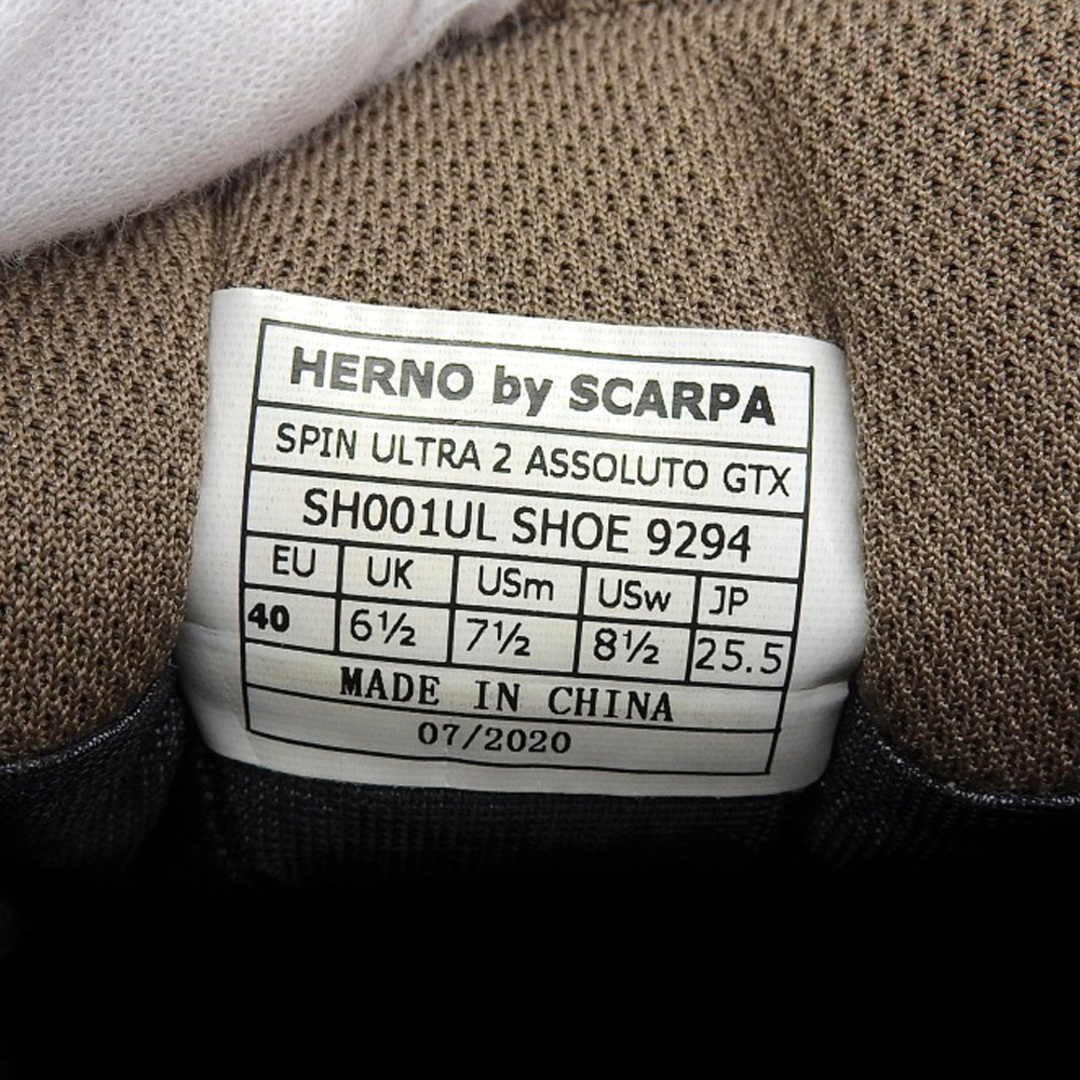 HERNO by SCARPA
SPIN ULTRA 2 ASSOLUTO GTX
SH001UL SHOE 9294
EU UK USm USw JP
40 6½ 7½ 8½ 25.5
MADE IN CHINA
07/2020